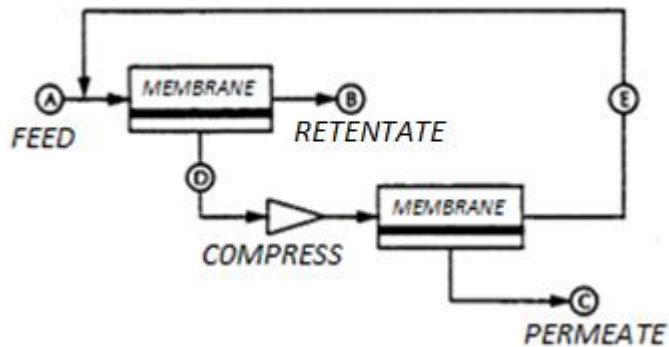 MEMBRANE
A
B
E
FEED
RETENTATE
D
MEMBRANE
COMPRESS
C
PERMEATE